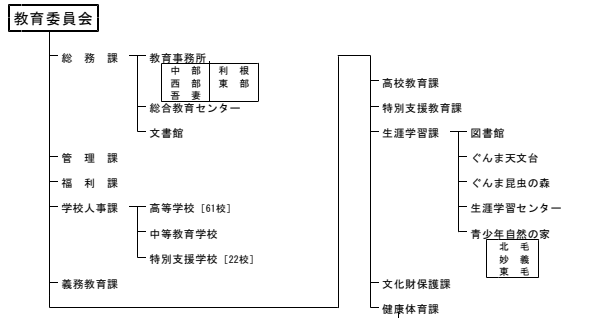 教育委員会
総　務　課
教育事務所
中　部　利　根
西　部　東　部
吾　妻
総合教育センター
文書館
管　理　課
福　利　課
学校人事課
高等学校［61校］
中等教育学校
特別支援学校［22校］
義務教育課
高校教育課
特別支援教育課
生涯学習課
図書館
ぐんま天文台
ぐんま昆虫の森
生涯学習センター
青少年自然の家
北　毛
妙　義
東　毛
文化財保護課
健康体育課